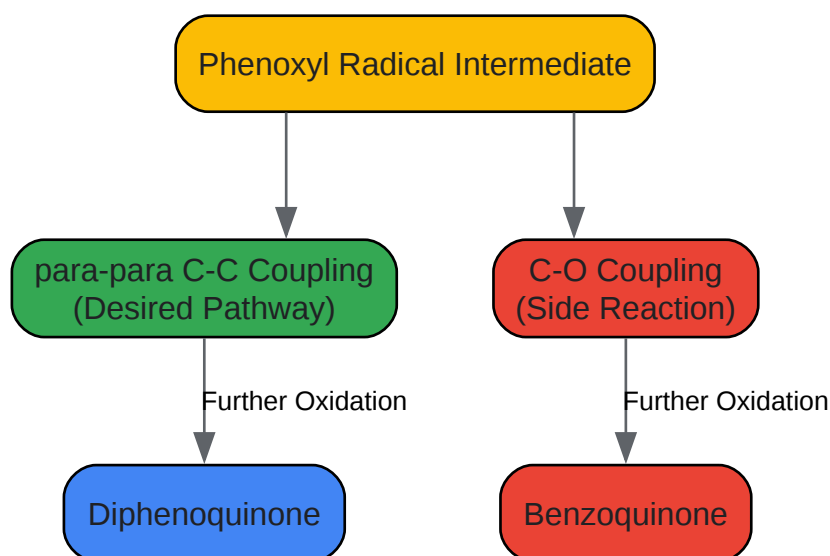 Phenoxyl Radical Intermediate
para-para C-C Coupling
(Desired Pathway)
C-O Coupling
(Side Reaction)
Further Oxidation
Further Oxidation
Diphenoquinone
Benzoquinone